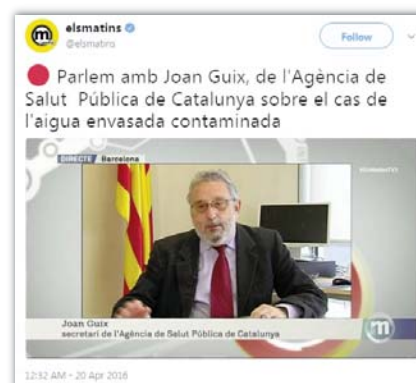 elsmatins
@elsmatins
Follow
Parlem amb Joan Guix, de l'Agència de
Salut Pública de Catalunya sobre el cas de
l'aigua envasada contaminada
DIRECTE / Barcelona
Joan Guix
secretari de l'Agència de Salut Pública de Catalunya
12:32 AM - 20 Apr 2016